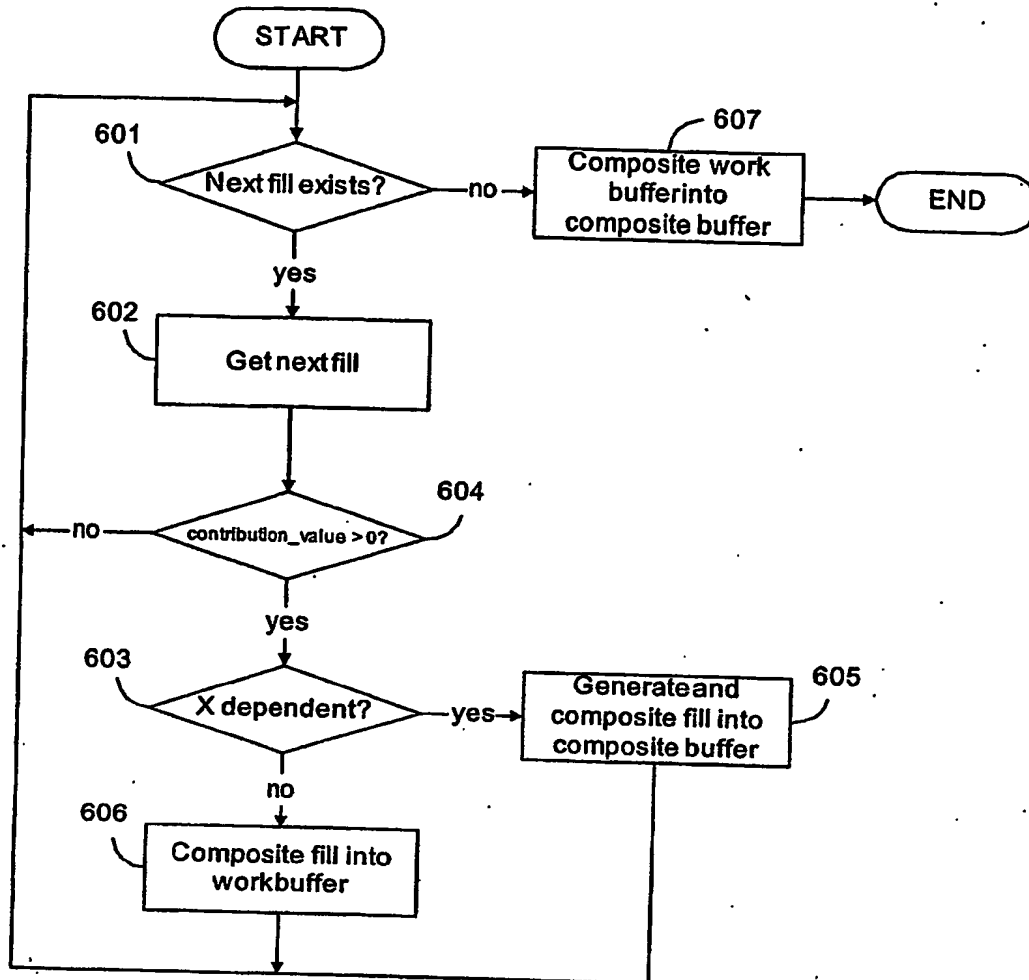 START
601
Next fill exists?
no
607
Composite work
bufferinto
composite buffer
END
yes
602
Get next fill
604
contribution_value > 0?
no
yes
603
X dependent?
yes
Generate and
composite fill into
composite buffer
605
no
606
Composite fill into
workbuffer